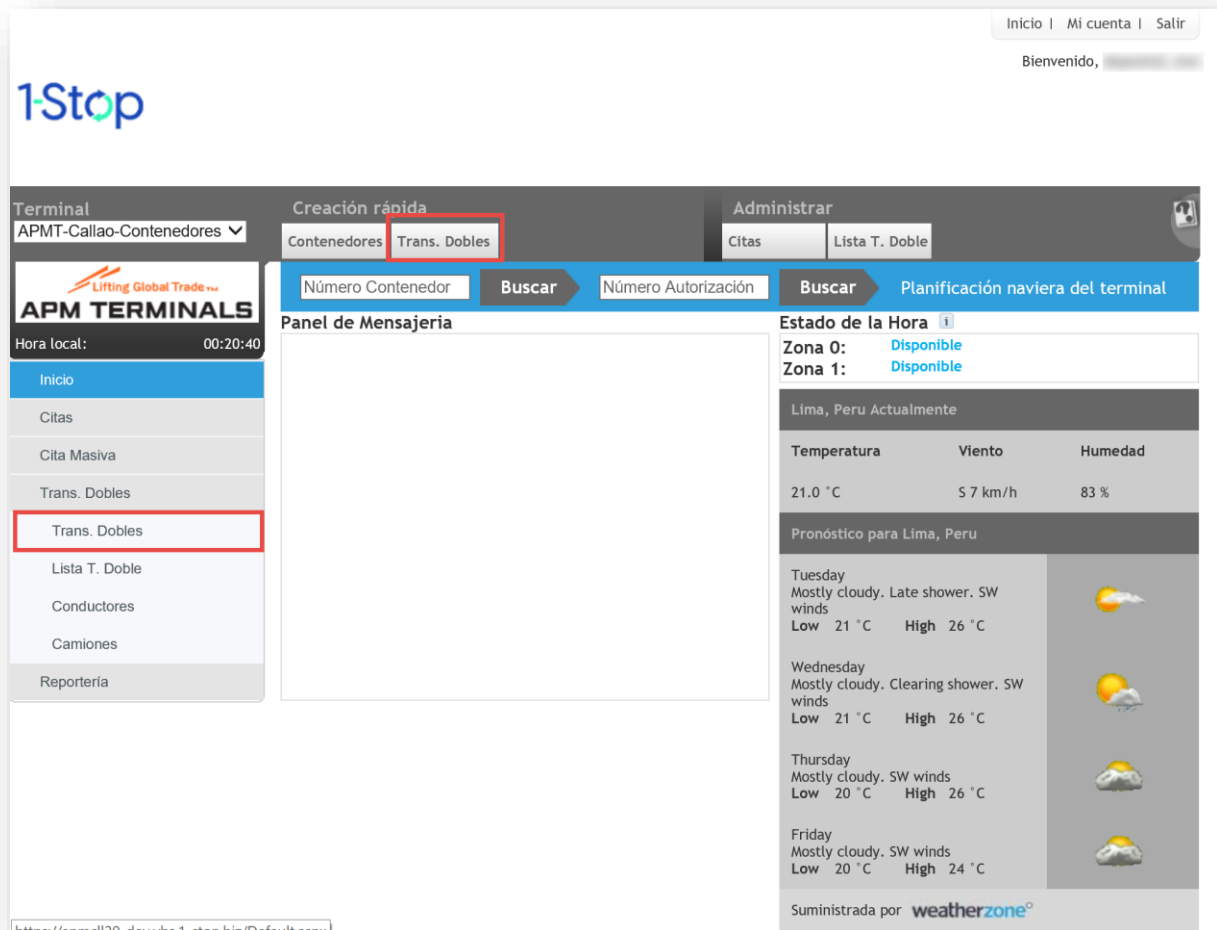 Inicio | Mi cuenta | Salir
Bienvenido,
1-Stop
Terminal
APMT-Callao-Contenedores
Creación rápida
Contenedores Trans. Dobles
Administrar
Citas Lista T. Doble
Lifting Global Trade™
APM TERMINALS
Hora local: 00:20:40
Número Contenedor Buscar Número Autorización Buscar Planificación naviera del terminal
Inicio
Citas
Cita Masiva
Trans. Dobles
Trans. Dobles
Lista T. Doble
Conductores
Camiones
Reportería
Panel de Mensajeria
Estado de la Hora i
Zona 0: Disponible
Zona 1: Disponible
Lima, Peru Actualmente
Temperatura Viento Humedad
21.0 °C S 7 km/h 83 %
Pronóstico para Lima, Peru
Tuesday
Mostly cloudy. Late shower. SW
winds
Low 21 °C High 26 °C
Wednesday
Mostly cloudy. Clearing shower. SW
winds
Low 21 °C High 26 °C
Thursday
Mostly cloudy. SW winds
Low 20 °C High 26 °C
Friday
Mostly cloudy. SW winds
Low 20 °C High 24 °C
Suministrada por weatherzone°